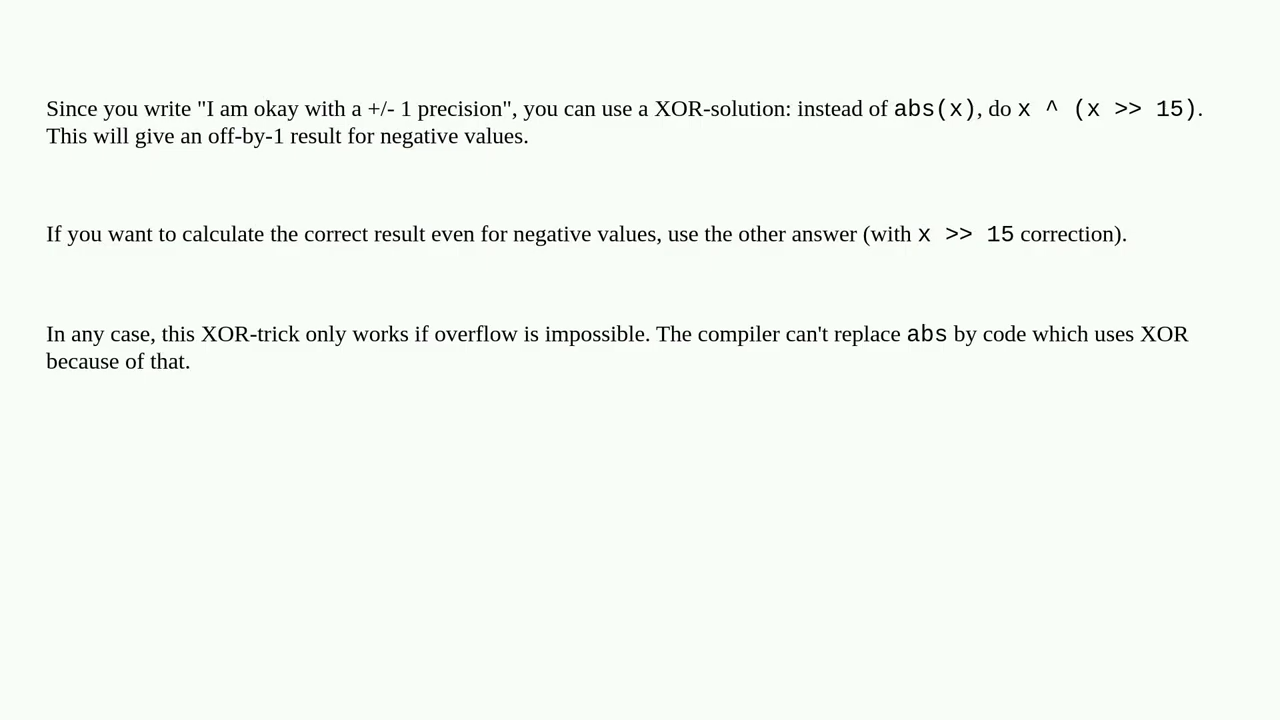 Since you write "I am okay with a +/- 1 precision", you can use a XOR-solution: instead of abs(x), do x ^ (x >> 15).
This will give an off-by-1 result for negative values.
If you want to calculate the correct result even for negative values, use the other answer (with x >> 15 correction).
In any case, this XOR-trick only works if overflow is impossible. The compiler can't replace abs by code which uses XOR
because of that.